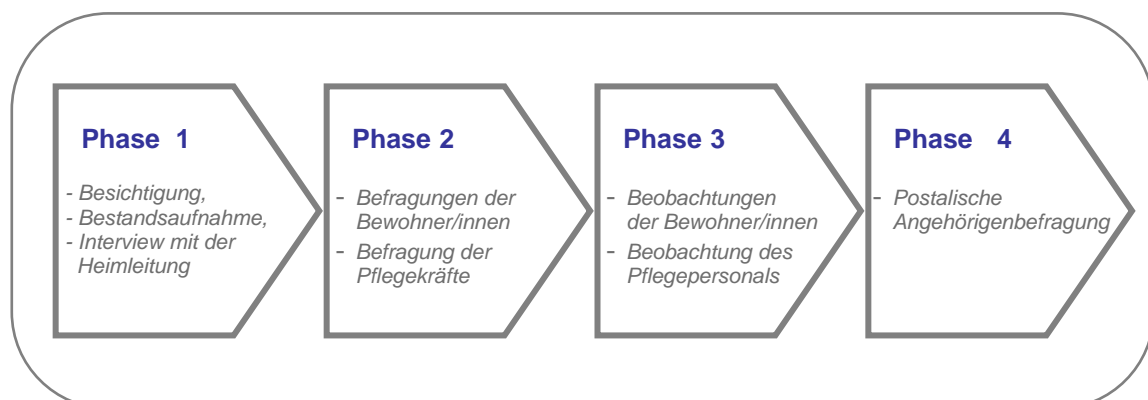 Phase 1
- Besichtigung,
- Bestandsaufnahme,
- Interview mit der
Heimleitung
Phase 2
- Befragungen der
Bewohner/innen
- Befragung der
Pflegekräfte
Phase 3
- Beobachtungen
der Bewohner/innen
- Beobachtung des
Pflegepersonals
Phase 4
- Postalische
Angehörigenbefragung